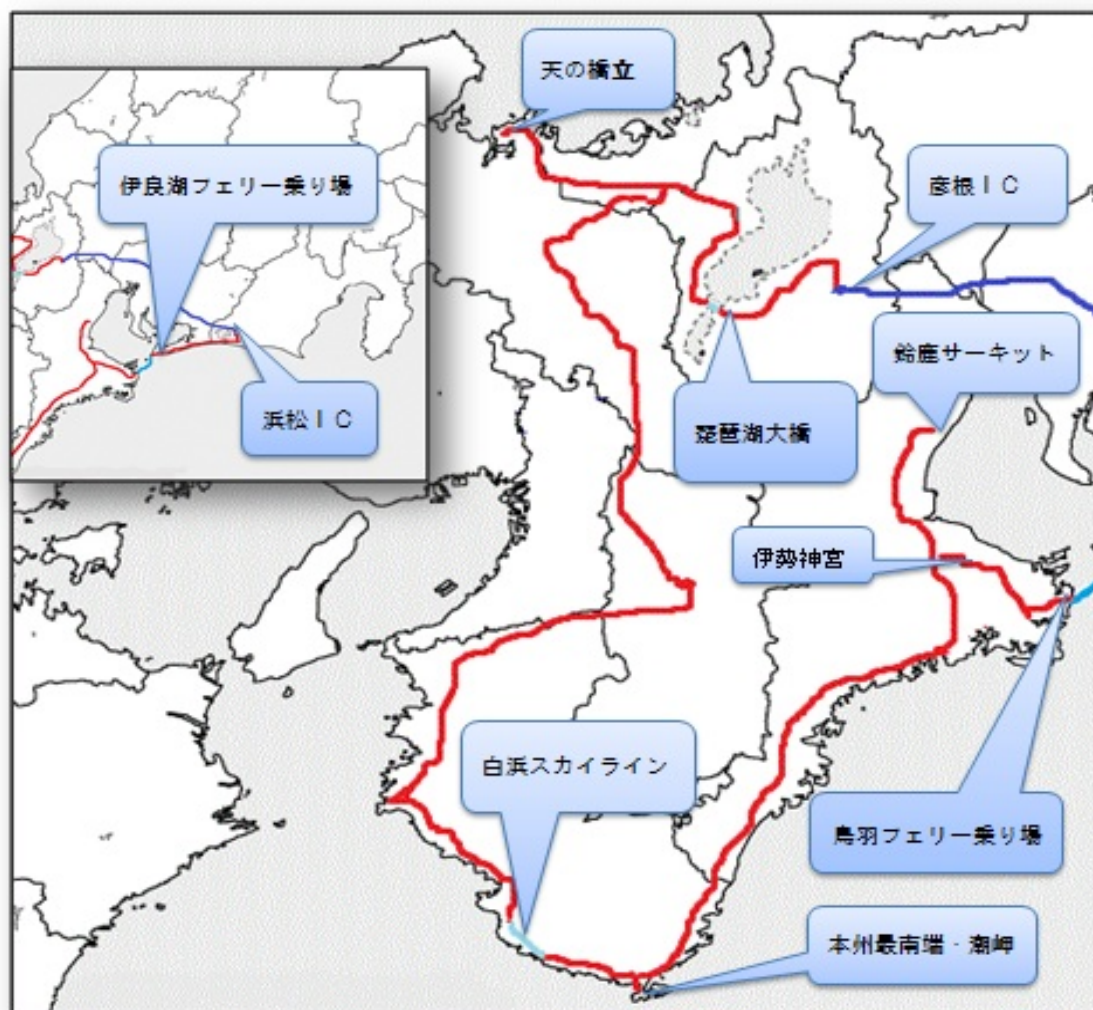 天の橋立
伊良湖フェリー乗り場
彦根ＩＣ
鈴鹿サーキット
浜松ＩＣ
琵琶湖大橋
伊勢神宮
白浜スカイライン
鳥羽フェリー乗り場
本州最南端・潮岬